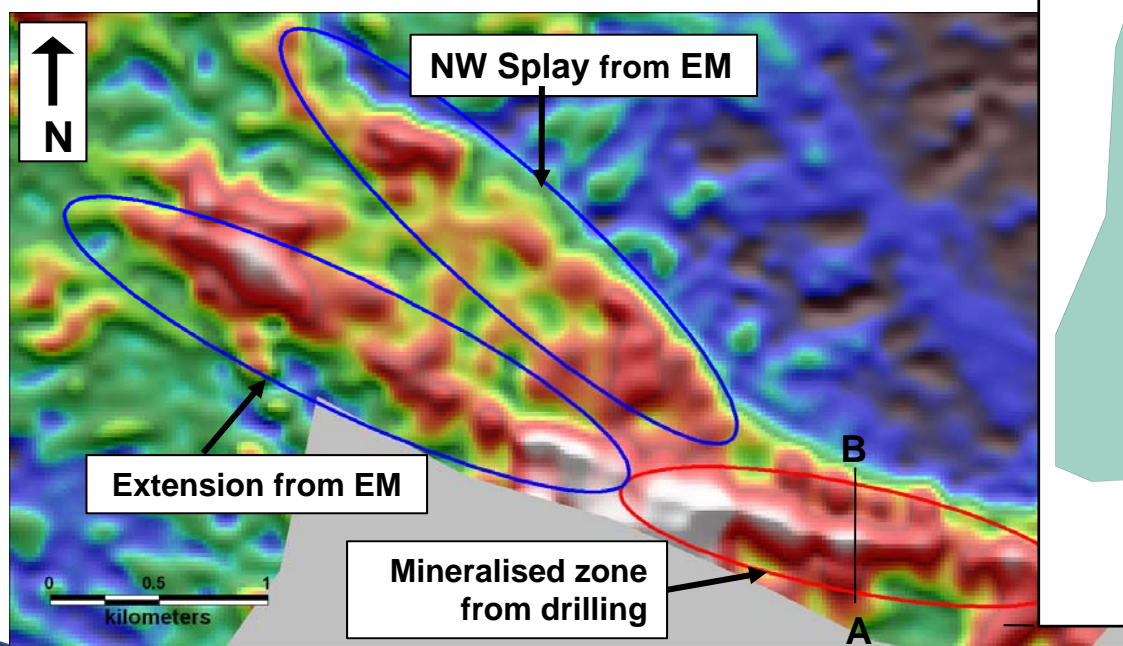 N
NW Splay from EM
Extension from EM
B
Mineralised zone
from drilling
A
0 0.5 1
kilometers